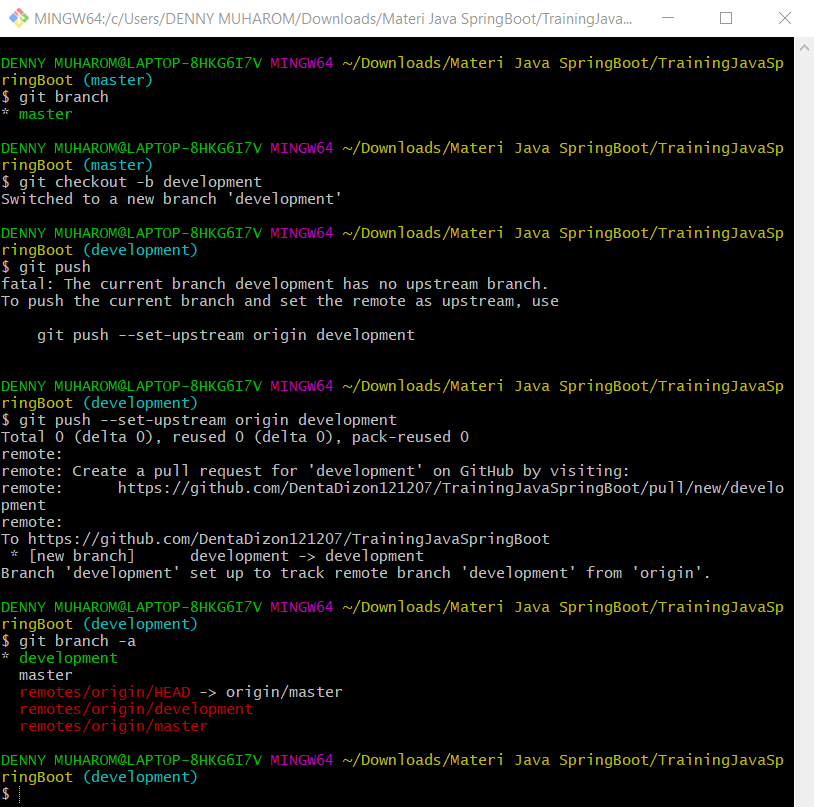 MINGW64:/c/Users/DENNY MUHAROM/Downloads/Materi Java SpringBoot/TrainingJava...
DENNY MUHAROM@LAPTOP-8HKG6I7V MINGW64 ~/Downloads/Materi Java SpringBoot/TrainingJavaSp
ringBoot (master)
$ git branch
* master
DENNY MUHAROM@LAPTOP-8HKG6I7V MINGW64 ~/Downloads/Materi Java SpringBoot/TrainingJavaSp
ringBoot (master)
$ git checkout -b development
Switched to a new branch 'development'
DENNY MUHAROM@LAPTOP-8HKG6I7V MINGW64 ~/Downloads/Materi Java SpringBoot/TrainingJavaSp
ringBoot (development)
$ git push
fatal: The current branch development has no upstream branch.
To push the current branch and set the remote as upstream, use
    git push --set-upstream origin development
DENNY MUHAROM@LAPTOP-8HKG6I7V MINGW64 ~/Downloads/Materi Java SpringBoot/TrainingJavaSp
ringBoot (development)
$ git push --set-upstream origin development
Total 0 (delta 0), reused 0 (delta 0), pack-reused 0
remote:
remote: Create a pull request for 'development' on GitHub by visiting:
remote:      https://github.com/DentaDizon121207/TrainingJavaSpringBoot/pull/new/develo
pment
remote:
To https://github.com/DentaDizon121207/TrainingJavaSpringBoot
 * [new branch]      development -> development
Branch 'development' set up to track remote branch 'development' from 'origin'.
DENNY MUHAROM@LAPTOP-8HKG6I7V MINGW64 ~/Downloads/Materi Java SpringBoot/TrainingJavaSp
ringBoot (development)
$ git branch -a
* development
  master
  remotes/origin/HEAD -> origin/master
  remotes/origin/development
  remotes/origin/master
DENNY MUHAROM@LAPTOP-8HKG6I7V MINGW64 ~/Downloads/Materi Java SpringBoot/TrainingJavaSp
ringBoot (development)
$